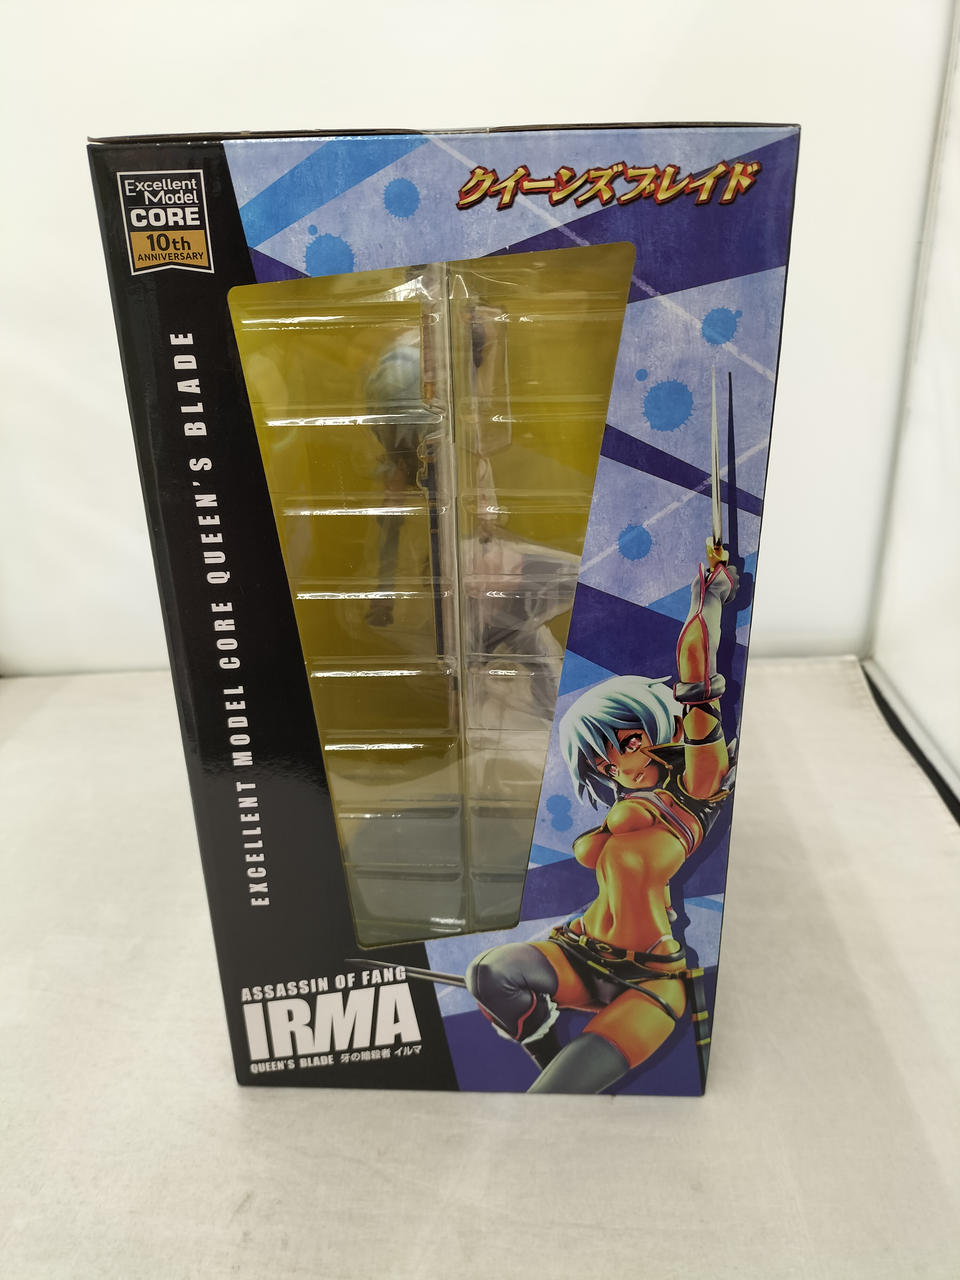 Excellent
Model
CORE
10th
ANNIVERSARY
クイーンズブレイド
EXCELLENT MODEL CORE QUEEN'S BLADE
ASSASSIN OF FANG
IRMA
QUEEN'S BLADE 牙の暗殺者 イルマ